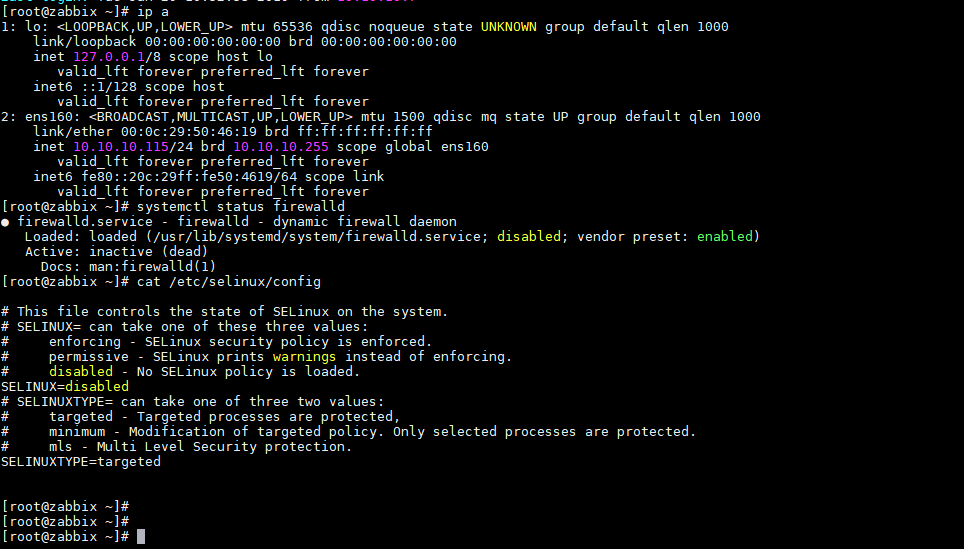 [root@zabbix ~]# ip a
1: lo: <LOOPBACK,UP,LOWER_UP> mtu 65536 qdisc noqueue state UNKNOWN group default qlen 1000
    link/loopback 00:00:00:00:00:00 brd 00:00:00:00:00:00
    inet 127.0.0.1/8 scope host lo
       valid_lft forever preferred_lft forever
    inet6 ::1/128 scope host
       valid_lft forever preferred_lft forever
2: ens160: <BROADCAST,MULTICAST,UP,LOWER_UP> mtu 1500 qdisc mq state UP group default qlen 1000
    link/ether 00:0c:29:50:46:19 brd ff:ff:ff:ff:ff:ff
    inet 10.10.10.115/24 brd 10.10.10.255 scope global ens160
       valid_lft forever preferred_lft forever
    inet6 fe80::20c:29ff:fe50:4619/64 scope link
       valid_lft forever preferred_lft forever
[root@zabbix ~]# systemctl status firewalld
● firewalld.service - firewalld - dynamic firewall daemon
   Loaded: loaded (/usr/lib/systemd/system/firewalld.service; disabled; vendor preset: enabled)
   Active: inactive (dead)
     Docs: man:firewalld(1)
[root@zabbix ~]# cat /etc/selinux/config

# This file controls the state of SELinux on the system.
# SELINUX= can take one of these three values:
#     enforcing - SELinux security policy is enforced.
#     permissive - SELinux prints warnings instead of enforcing.
#     disabled - No SELinux policy is loaded.
SELINUX=disabled
# SELINUXTYPE= can take one of three two values:
#     targeted - Targeted processes are protected,
#     minimum - Modification of targeted policy. Only selected processes are protected.
#     mls - Multi Level Security protection.
SELINUXTYPE=targeted

[root@zabbix ~]#
[root@zabbix ~]#
[root@zabbix ~]#